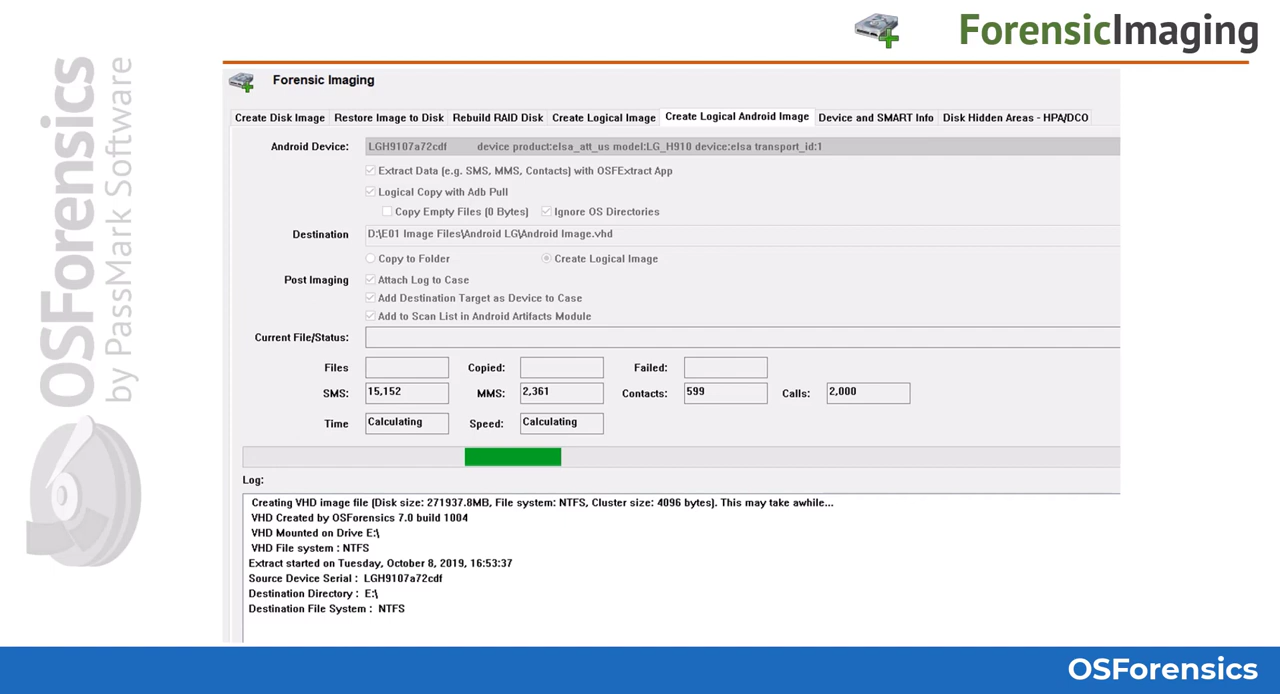 ForensicImaging
OSForensics
by PassMark Software
Forensic Imaging
Create Disk Image Restore Image to Disk Rebuild RAID Disk Create Logical Image Create Logical Android Image Device and SMART Info Disk Hidden Areas - HPA/DCO
Android Device: LGH9107a72cdf device product:elsa_att_us model:LG_H910 device:elsa transport_id:1
Extract Data (e.g. SMS, MMS, Contacts) with OSFExtract App
Logical Copy with Adb Pull
Copy Empty Files (0 Bytes) Ignore OS Directories
Destination D:\E01 Image Files\Android LG\Android Image.vhd
Copy to Folder Create Logical Image
Post Imaging Attach Log to Case
Add Destination Target as Device to Case
Add to Scan List in Android Artifacts Module
Current File/Status:
Files Copied: Failed:
SMS: 15,152 MMS: 2,361 Contacts: 599 Calls: 2,000
Time Calculating Speed: Calculating
Log:
Creating VHD image file (Disk size: 271937.8MB, File system: NTFS, Cluster size: 4096 bytes). This may take awhile...
VHD Created by OSForensics 7.0 build 1004
VHD Mounted on Drive E:\
VHD File system : NTFS
Extract started on Tuesday, October 8, 2019, 16:53:37
Source Device Serial : LGH9107a72cdf
Destination Directory : E:\
Destination File System : NTFS
OSForensics